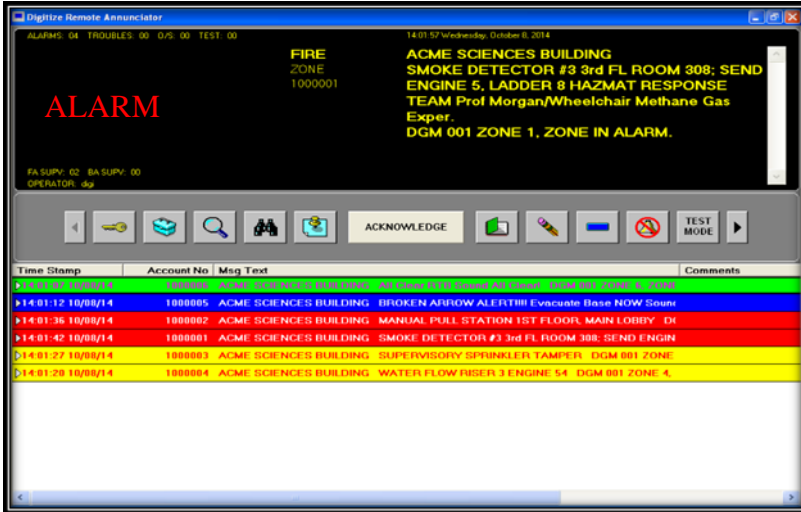 Digitize Remote Annunciator
ALARMS: 04 TROUBLES: 00 O/S: 00 TEST: 00
14:01:57 Wednesday, October 8, 2014
FIRE
ZONE
1000001
ACME SCIENCES BUILDING
SMOKE DETECTOR #3 3rd FL ROOM 308; SEND
ENGINE 5, LADDER 8 HAZMAT RESPONSE
TEAM Prof Morgan/Wheelchair Methane Gas
Exper.
DGM 001 ZONE 1, ZONE IN ALARM.
ALARM
FA SUPV: 02 BA SUPV: 00
OPERATOR: digi
ACKNOWLEDGE
TEST
MODE
Time Stamp Account No Msg Text Comments
14:01:07 10/08/14 1000006 ACME SCIENCES BUILDING All Clear RTB Sound All Clear! DGM 001 ZONE 6, ZONE
14:01:12 10/08/14 1000005 ACME SCIENCES BUILDING BROKEN ARROW ALERT!!!! Evacuate Base NOW Soun
14:01:36 10/08/14 1000002 ACME SCIENCES BUILDING MANUAL PULL STATION 1ST FLOOR, MAIN LOBBY
14:01:42 10/08/14 1000001 ACME SCIENCES BUILDING SMOKE DETECTOR #3 3rd FL ROOM 308; SEND ENGIN
14:01:27 10/08/14 1000003 ACME SCIENCES BUILDING SUPERVISORY SPRINKLER TAMPER DGM 001 ZONE
14:01:20 10/08/14 1000004 ACME SCIENCES BUILDING WATER FLOW RISER 3 ENGINE 54 DGM 001 ZONE 4,